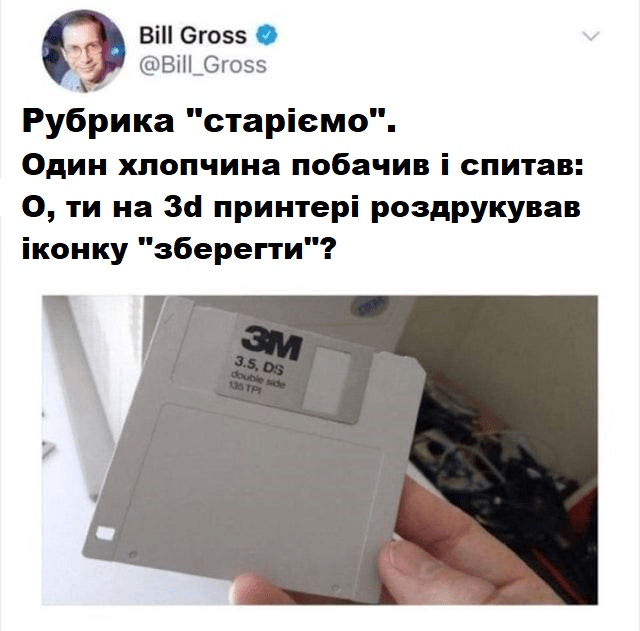 Bill Gross
@Bill_Gross
Рубрика "старіємо".
Один хлопчина побачив і спитав:
О, ти на 3d принтері роздрукував
іконку "зберегти"?
3M
3.5, DS
double side
135 TPI